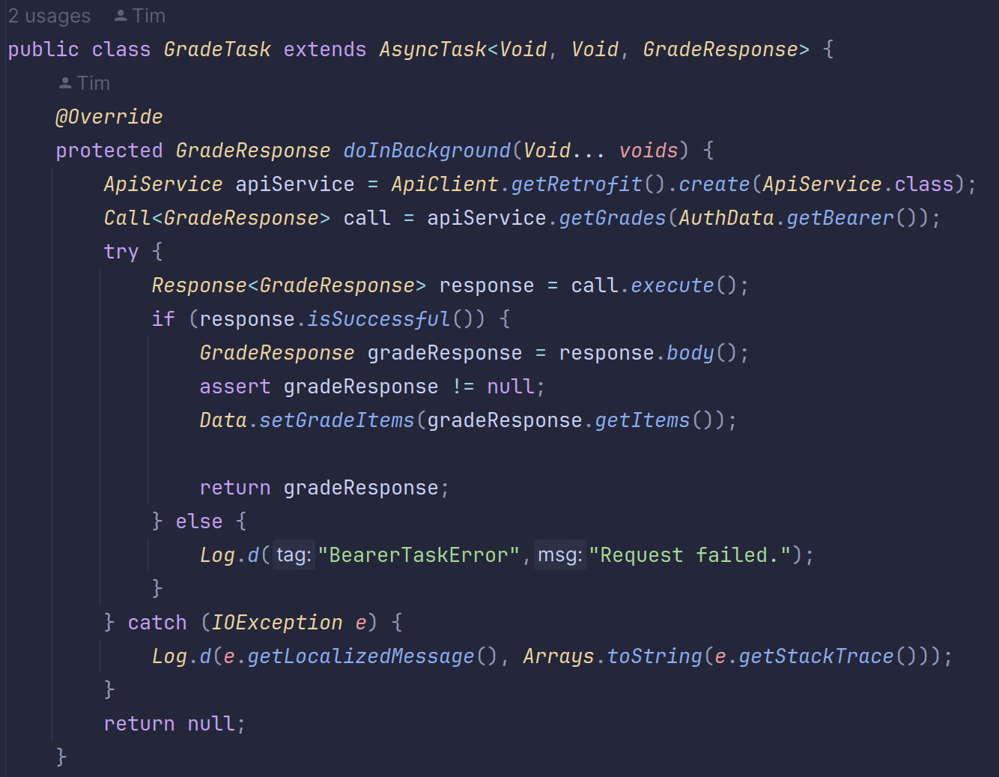 2 usages Tim
public class GradeTask extends AsyncTask<Void, Void, GradeResponse> {
Tim
@Override
protected GradeResponse doInBackground(Void... voids) {
ApiService apiService = ApiClient.getRetrofit().create(ApiService.class);
Call<GradeResponse> call = apiService.getGrades(AuthData.getBearer());
try {
Response<GradeResponse> response = call.execute();
if (response.isSuccessful()) {
GradeResponse gradeResponse = response.body();
assert gradeResponse != null;
Data.setGradeItems(gradeResponse.getItems());
return gradeResponse;
} else {
Log.d( tag: "BearerTaskError", msg: "Request failed.");
}
} catch (IOException e) {
Log.d(e.getLocalizedMessage(), Arrays.toString(e.getStackTrace()));
}
return null;
}